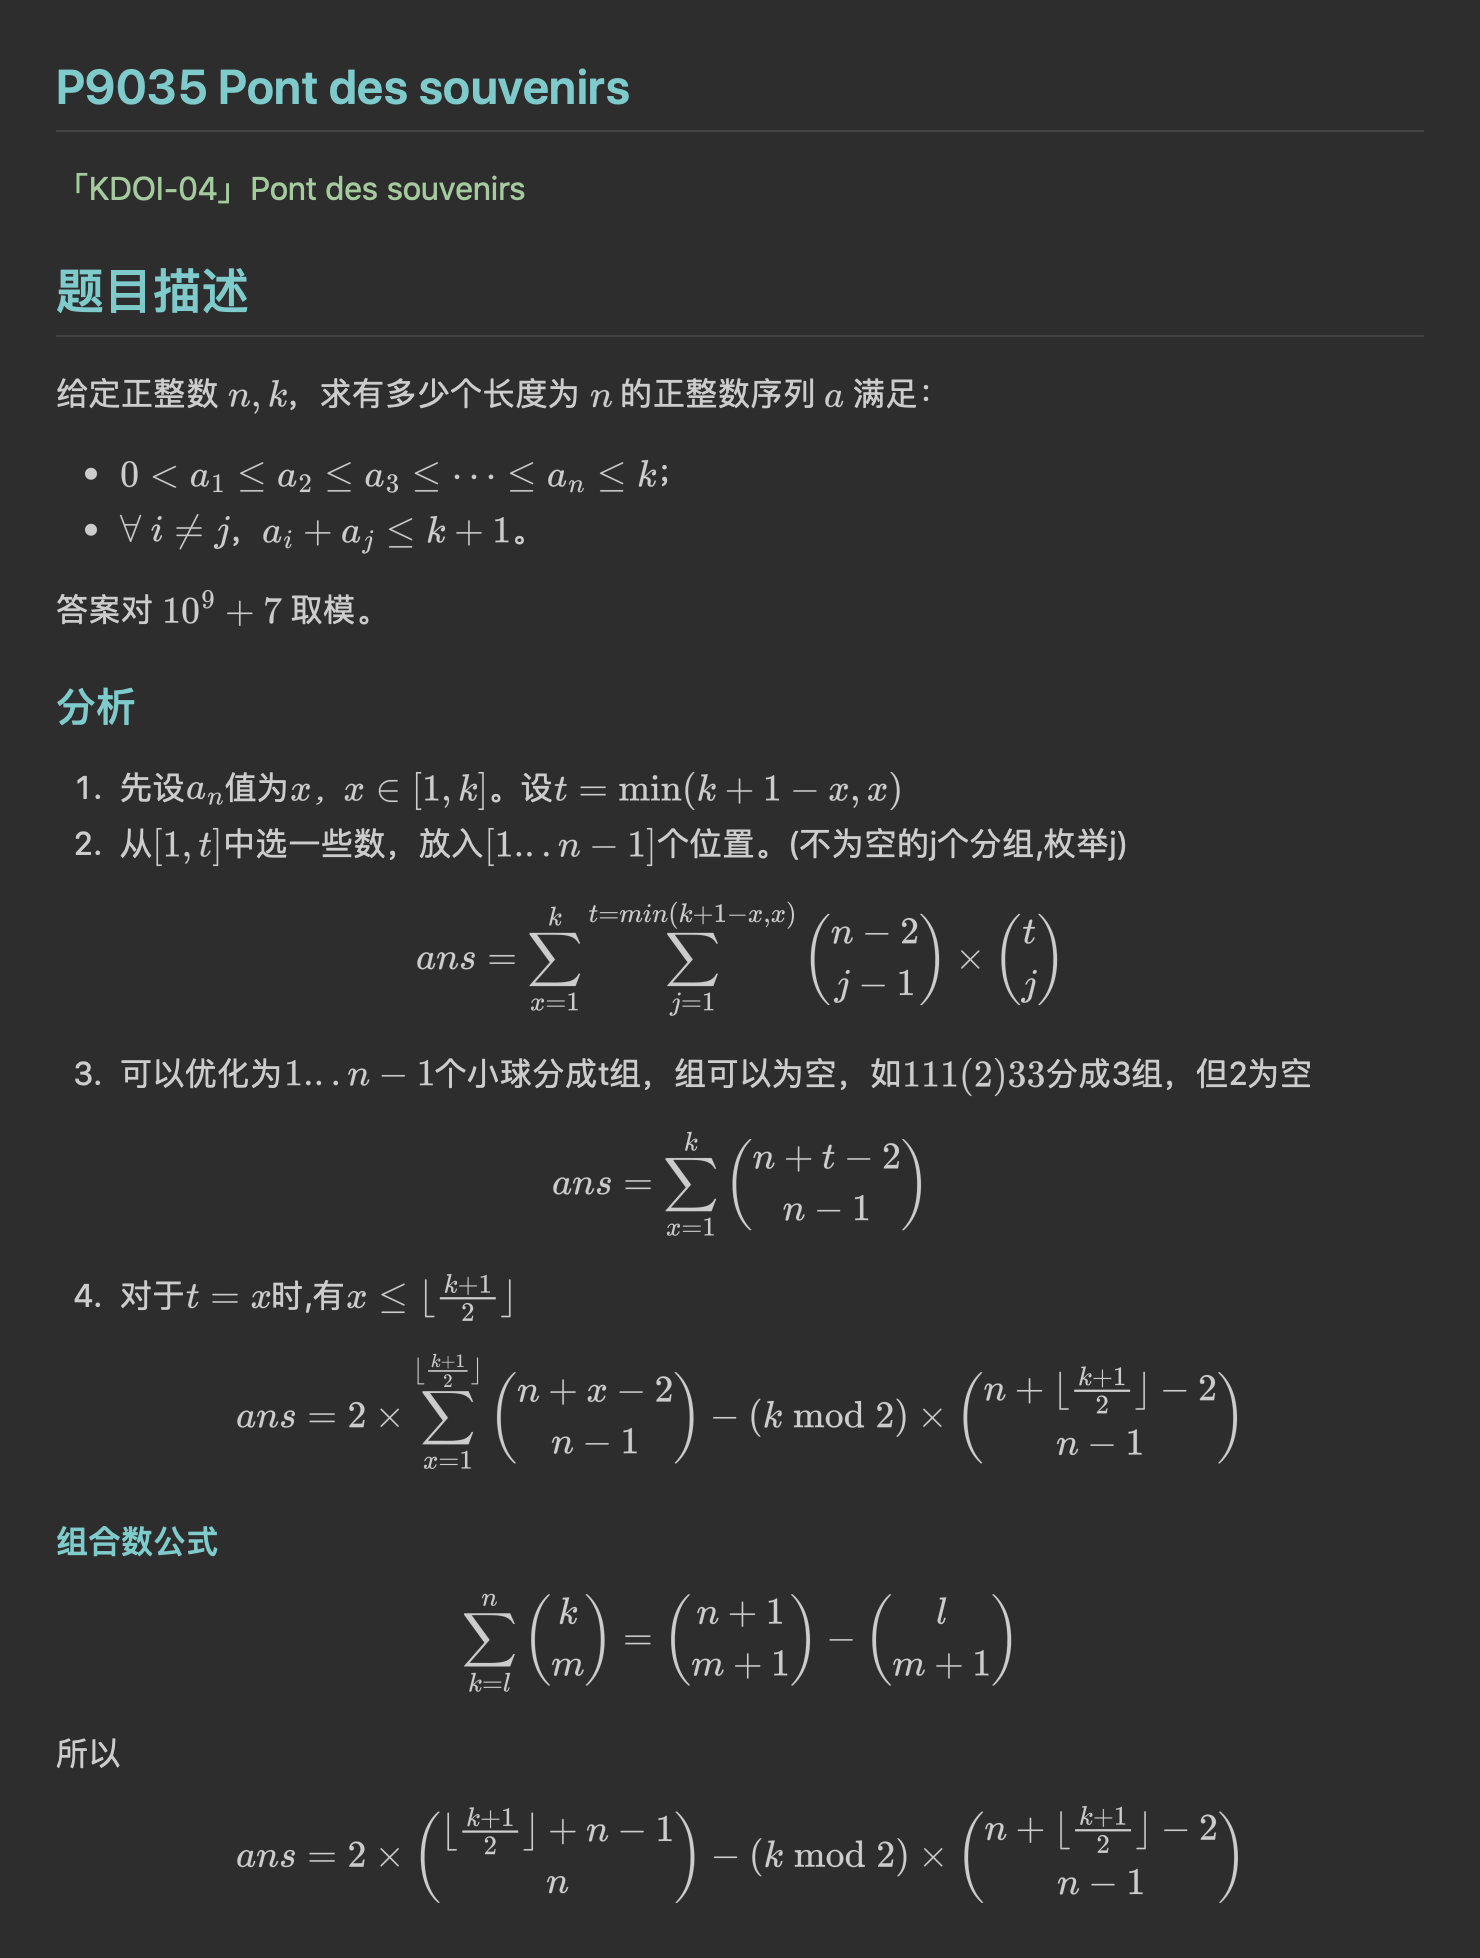 P9035 Pont des souvenirs
「KDOI-04」Pont des souvenirs
题目描述
给定正整数 $n, k$，求有多少个长度为 $n$ 的正整数序列 $a$ 满足：
• $0 < a_1 \leq a_2 \leq a_3 \leq \cdots \leq a_n \leq k$；
• $\forall\ i \neq j$，$a_i + a_j \leq k + 1$。
答案对 $10^9 + 7$ 取模。
分析
1. 先设$a_n$值为$x$，$x \in [1, k]$。设$t = \min(k + 1 - x, x)$
2. 从$[1, t]$中选一些数，放入$[1 \ldots n - 1]$个位置。(不为空的j个分组,枚举j)
$ans = \sum_{x=1}^{k} \sum_{j=1}^{t=min(k+1-x,x)} \binom{n-2}{j-1} \times \binom{t}{j}$
3. 可以优化为$1 \ldots n - 1$个小球分成t组，组可以为空，如$111(2)33$分成3组，但2为空
$ans = \sum_{x=1}^{k} \binom{n+t-2}{n-1}$
4. 对于$t = x$时,有$x \leq \lfloor \frac{k+1}{2} \rfloor$
$ans = 2 \times \sum_{x=1}^{\lfloor \frac{k+1}{2} \rfloor} \binom{n+x-2}{n-1} - (k \bmod 2) \times \binom{n + \lfloor \frac{k+1}{2} \rfloor - 2}{n-1}$
组合数公式
$\sum_{k=l}^{n} \binom{k}{m} = \binom{n+1}{m+1} - \binom{l}{m+1}$
所以
$ans = 2 \times \binom{\lfloor \frac{k+1}{2} \rfloor + n - 1}{n} - (k \bmod 2) \times \binom{n + \lfloor \frac{k+1}{2} \rfloor - 2}{n-1}$